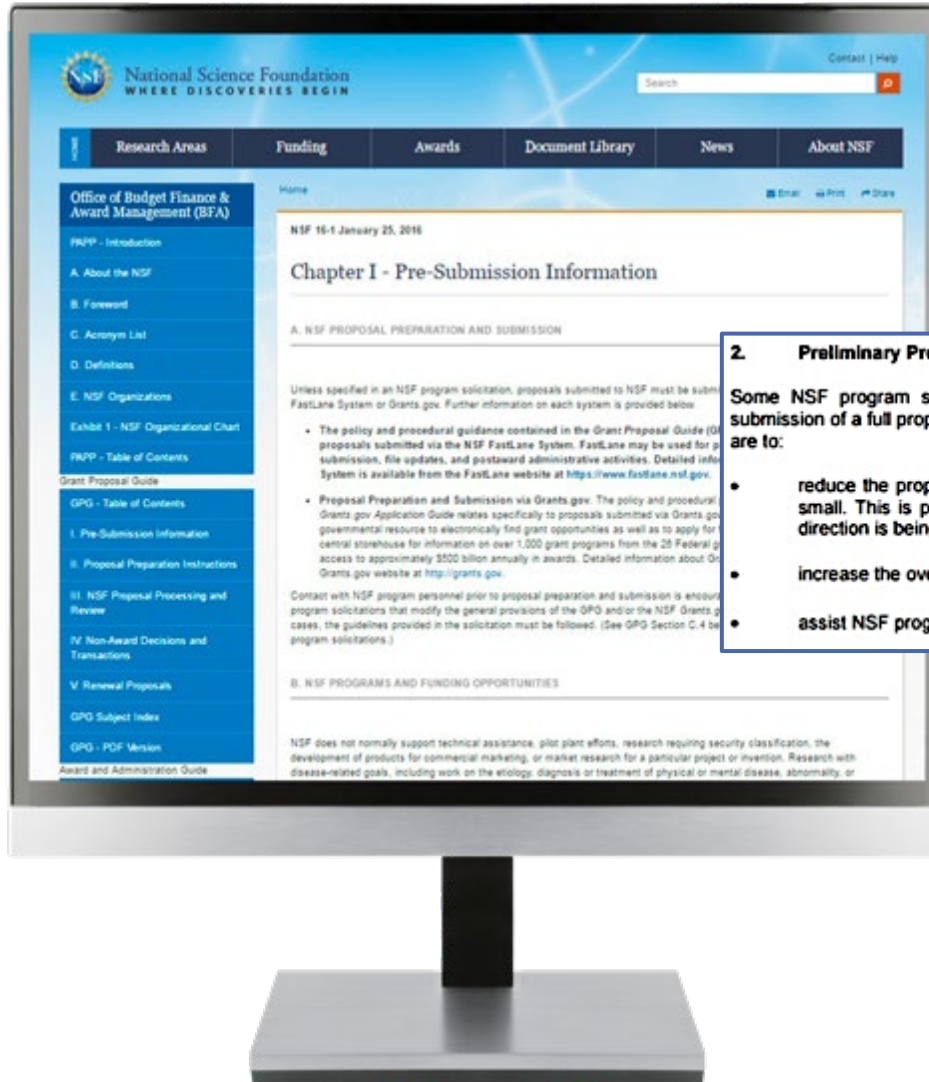 NSF
National Science Foundation
WHERE DISCOVERIES BEGIN
Contact | Help
Search
HOME
Research Areas
Funding
Awards
Document Library
News
About NSF
Office of Budget Finance &
Award Management (BFA)
PAPP - Introduction
A. About the NSF
B. Foreword
C. Acronym List
D. Definitions
E. NSF Organizations
Exhibit 1 - NSF Organizational Chart
PAPP - Table of Contents
Grant Proposal Guide
GPG - Table of Contents
I. Pre-Submission Information
II. Proposal Preparation Instructions
III. NSF Proposal Processing and
Review
IV. Non-Award Decisions and
Transactions
V. Renewal Proposals
GPG Subject Index
GPG - PDF Version
Award and Administration Guide
Home
Email Print Share
NSF 16-1 January 25, 2016
Chapter I - Pre-Submission Information
A. NSF PROPOSAL PREPARATION AND SUBMISSION
Unless specified in an NSF program solicitation, proposals submitted to NSF must be
FastLane System or Grants.gov. Further information on each system is provided below
• The policy and procedural guidance contained in the Grant Proposal Guide
proposals submitted via the NSF FastLane System. FastLane may be used for
submission, file updates, and postaward administrative activities. Detailed
System is available from the FastLane website at https://www.fastlane.nsf.gov.
• Proposal Preparation and Submission via Grants.gov. The policy and procedural
Grants.gov Application Guide relates specifically to proposals submitted via
governmental resource to electronically find grant opportunities as well as to apply for
central storehouse for information on over 1,000 grant programs from the 26 Federal
access to approximately $500 billion annually in awards. Detailed information about
Grants.gov website at http://grants.gov.
Contact with NSF program personnel prior to proposal preparation and submission is
program solicitations that modify the general provisions of the GPG and/or the NSF Grants
cases, the guidelines provided in the solicitation must be followed. (See GPG Section C.4
program solicitations.)
B. NSF PROGRAMS AND FUNDING OPPORTUNITIES
NSF does not normally support technical assistance, pilot plant efforts, research requiring security classification, the
development of products for commercial marketing, or market research for a particular project or invention. Research with
disease-related goals, including work on the etiology, diagnosis or treatment of physical or mental disease, abnormality, or
2. Preliminary
Some NSF program
submission of a full
are to:
• reduce the
small. This is
direction is
• increase the
• assist NSF